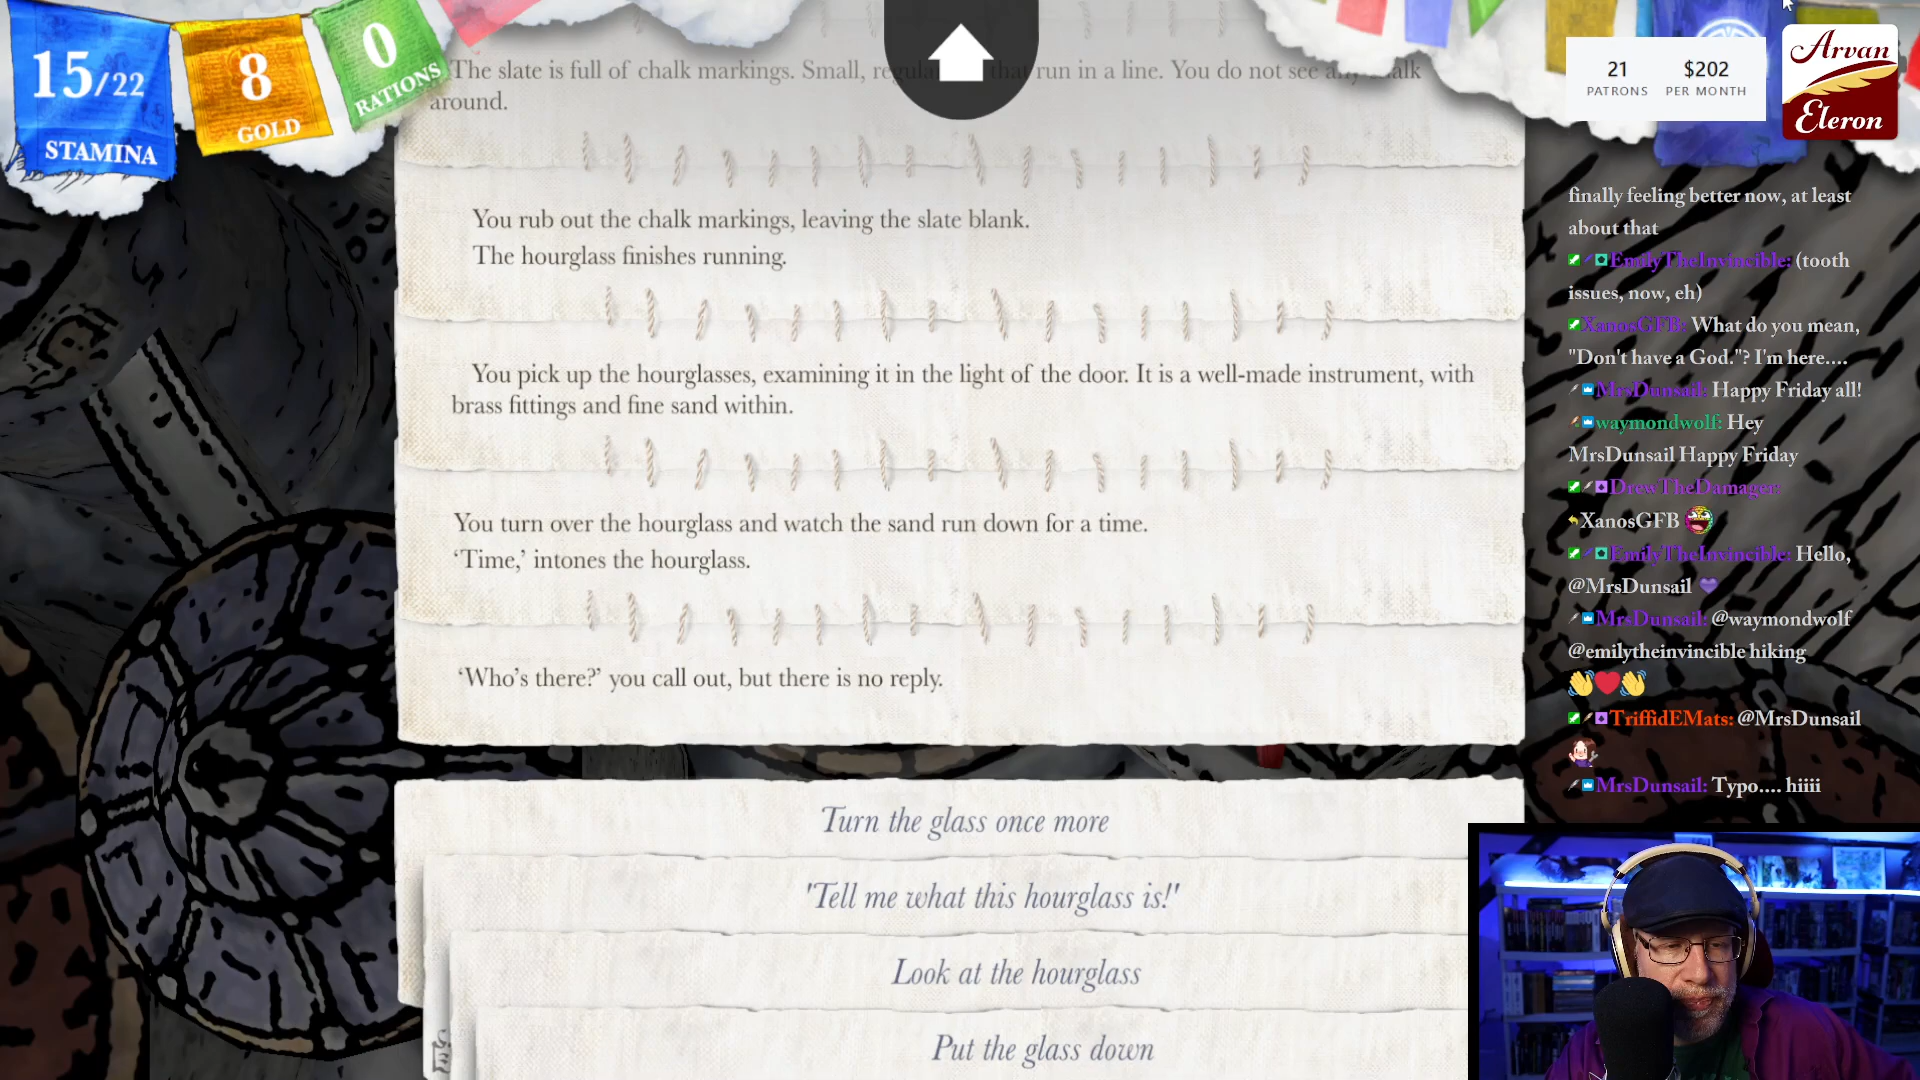 15/22
STAMINA
8
GOLD
0
RATIONS
The slate is full of chalk markings. Small, that run in a line. You do not see
around.
You rub out the chalk markings, leaving the slate blank.
The hourglass finishes running.
You pick up the hourglasses, examining it in the light of the door. It is a well-made instrument, with
brass fittings and fine sand within.
You turn over the hourglass and watch the sand run down for a time.
‘Time,’ intones the hourglass.
‘Who’s there?’ you call out, but there is no reply.
Turn the glass once more
'Tell me what this hourglass is!'
Look at the hourglass
Put the glass down
21
PATRONS
$202
PER MONTH
Arvan
Eleron
finally feeling better now, at least
about that
EmilyTheInvincible: (tooth
issues, now, eh)
XanosGFB: What do you mean,
"Don't have a God."? I'm here....
MrsDunsail: Happy Friday all!
waymondwolf: Hey
MrsDunsail Happy Friday
DrewTheDamager:
XanosGFB
EmilyTheInvincible: Hello,
@MrsDunsail
MrsDunsail: @waymondwolf
@emilytheinvincible hiking
TriffidEMats: @MrsDunsail
MrsDunsail: Typo.... hiiii